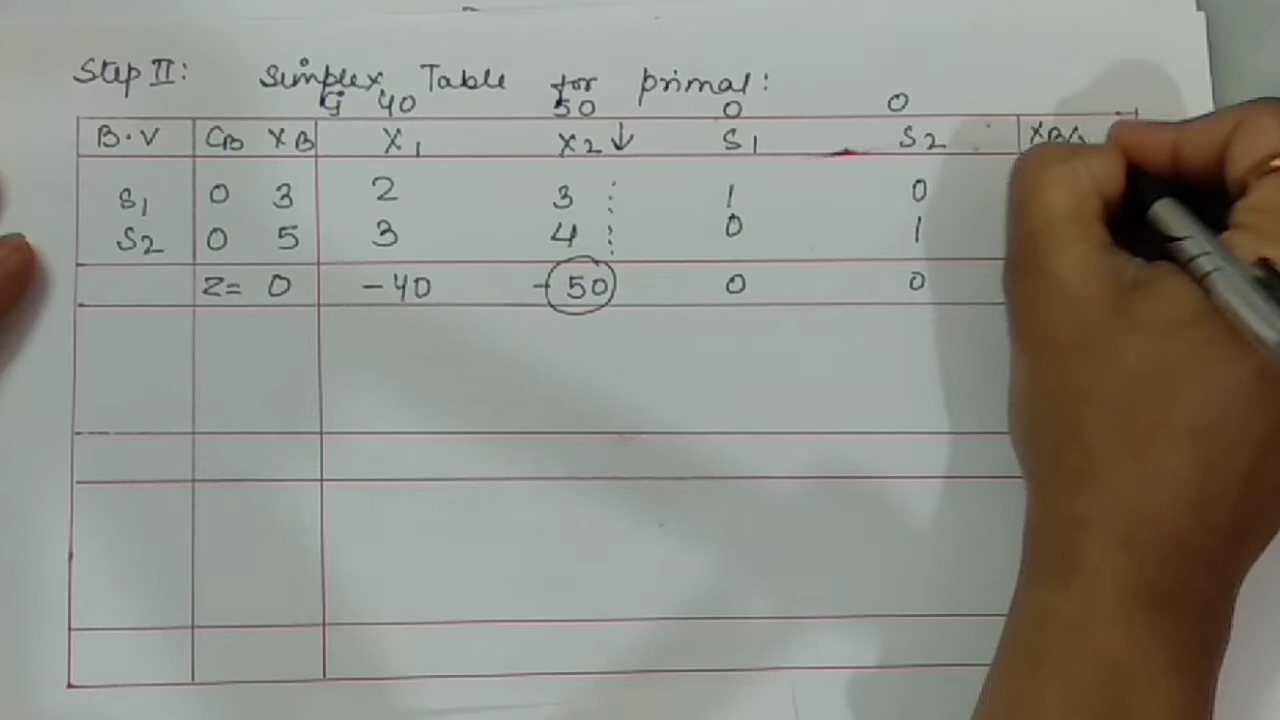 Step II: Simplex Table for primal:
Cj 40 50 0 0
B.V CB XB X1 X2↓ S1 S2
S1 0 3 2 3 1 0
S2 0 5 3 4 0 1
Z= 0 -40 -50 0 0